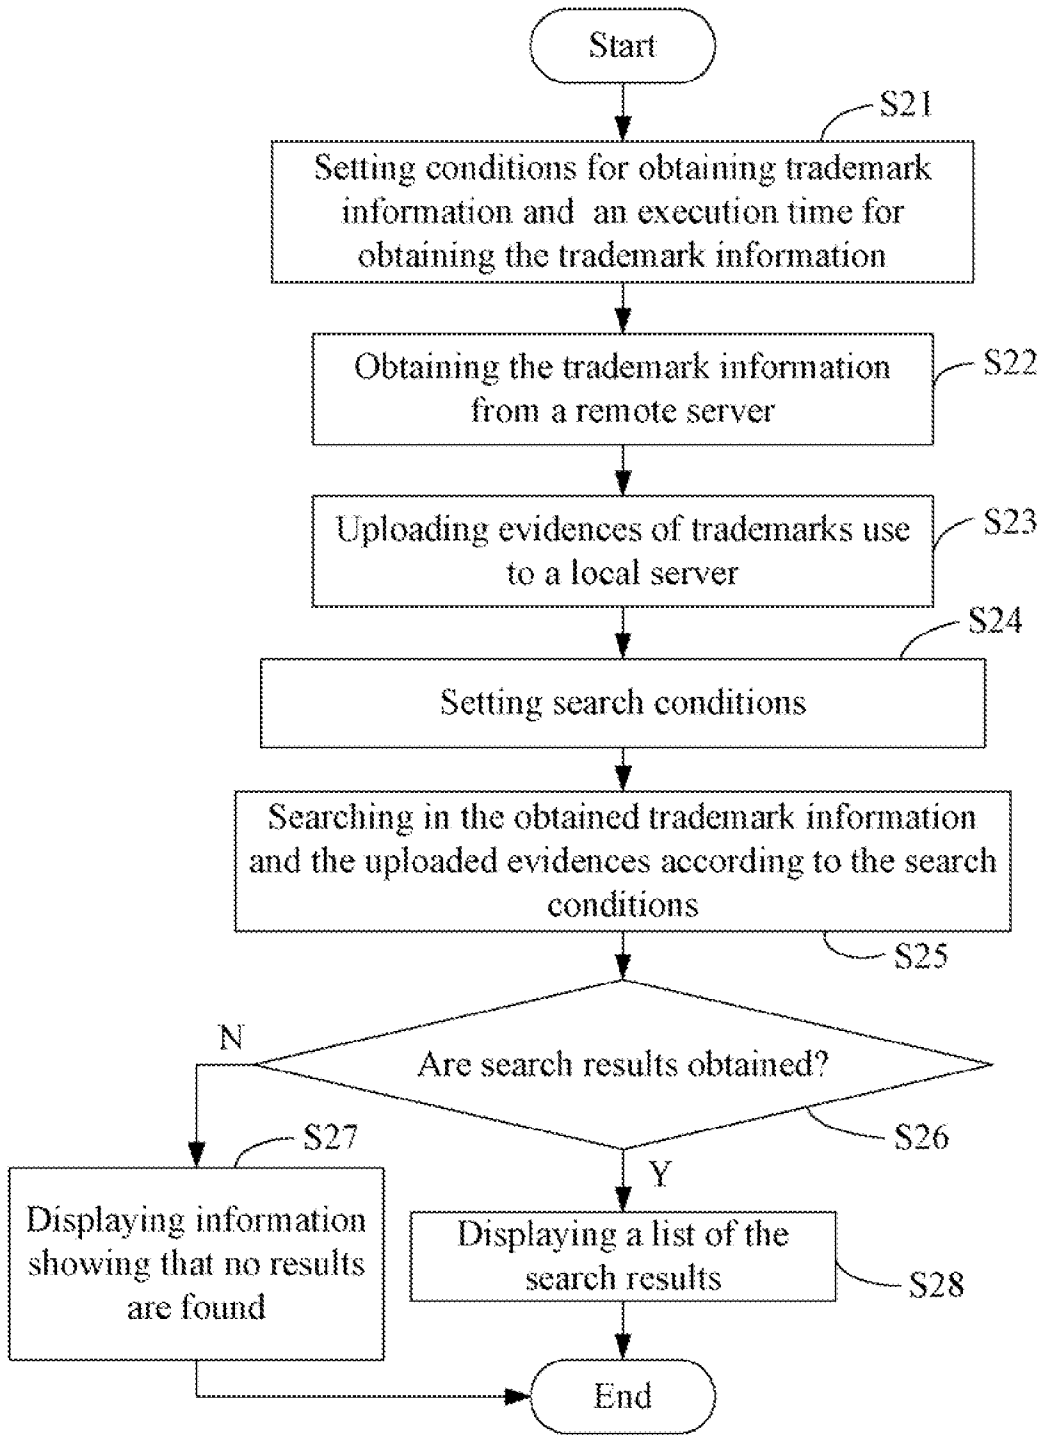 Start
S21
Setting conditions for obtaining trademark
information and an execution time for
obtaining the trademark information
S22
Obtaining the trademark information
from a remote server
S23
Uploading evidences of trademarks use
to a local server
S24
Setting search conditions
Searching in the obtained trademark information
and the uploaded evidences according to the search
conditions
S25
N
Are search results obtained?
S26
S27
Y
Displaying information
showing that no results
are found
Displaying a list of the
search results
S28
End